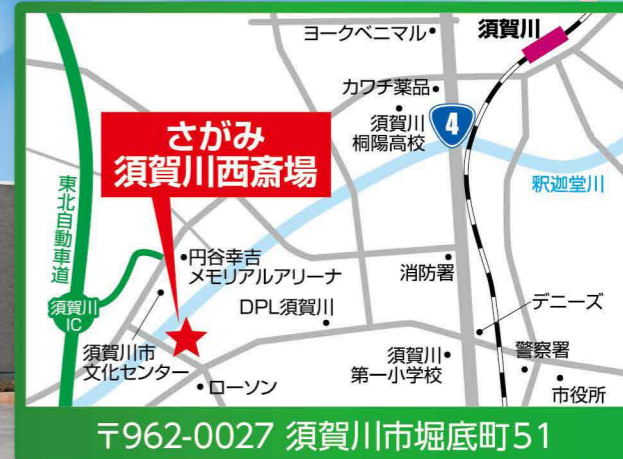 ヨークベニマル
須賀川
カワチ薬品
須賀川
桐陽高校
4
さがみ
須賀川西斎場
釈迦堂川
東北自動車道
円谷幸吉
メモリアルアリーナ
消防署
須賀川
IC
DPL須賀川
デニーズ
須賀川市
文化センター
須賀川
第一小学校
警察署
ローソン
市役所
〒962-0027 須賀川市堀底町51